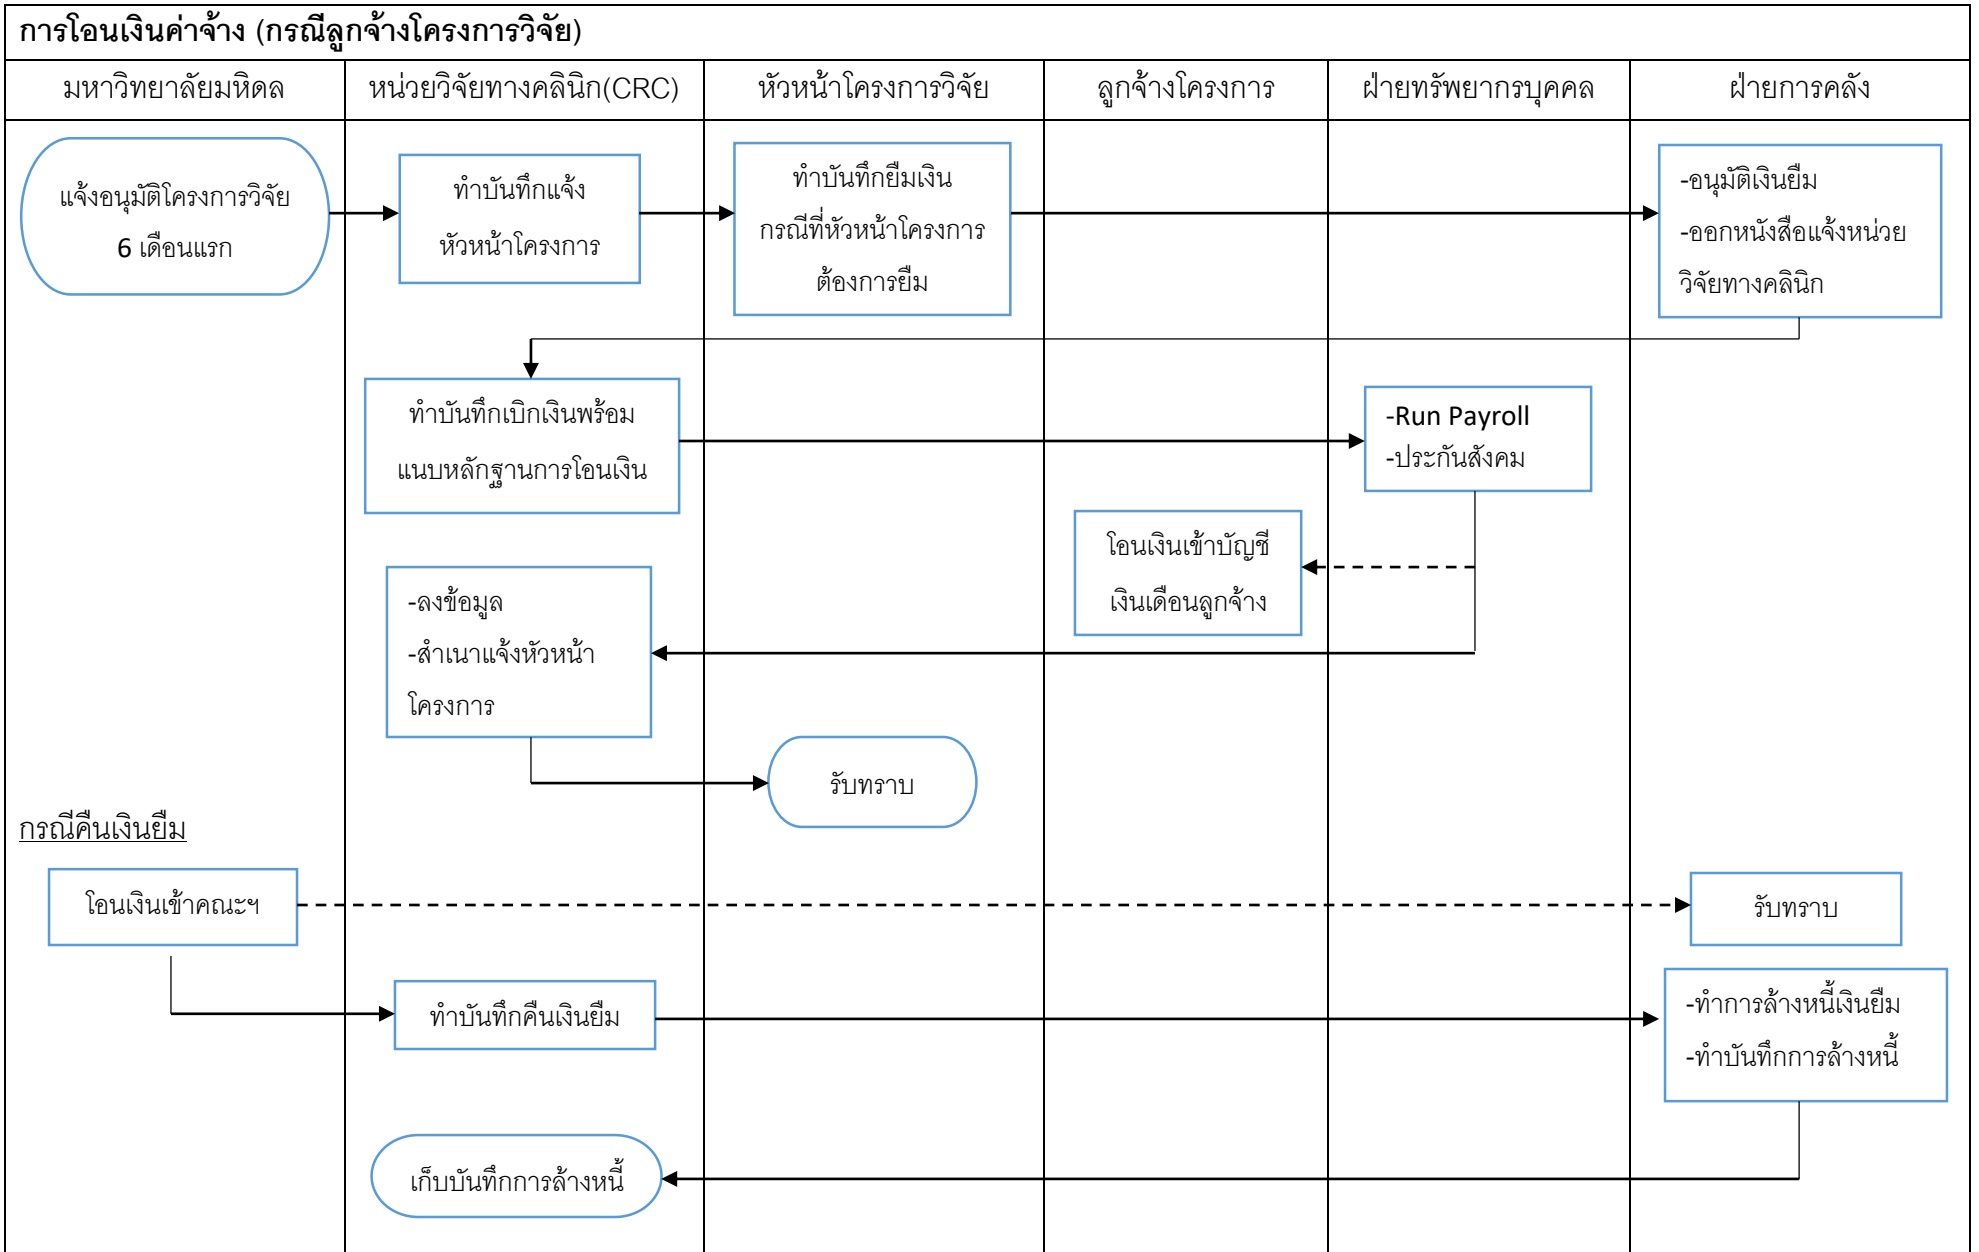 การโอนเงินค่าจ้าง (กรณีลูกจ้างโครงการวิจัย)
มหาวิทยาลัยมหิดล
หน่วยวิจัยทางคลินิก(CRC)
หัวหน้าโครงการวิจัย
ลูกจ้างโครงการ
ฝ่ายทรัพยากรบุคคล
ฝ่ายการคลัง
แจ้งอนุมัติโครงการวิจัย
6 เดือนแรก
ทำบันทึกแจ้ง
หัวหน้าโครงการ
ทำบันทึกยืมเงิน
กรณีที่หัวหน้าโครงการ
ต้องการยืม
-อนุมัติเงินยืม
-ออกหนังสือแจ้งหน่วย
วิจัยทางคลินิก
ทำบันทึกเบิกเงินพร้อม
แนบหลักฐานการโอนเงิน
-Run Payroll
-ประกันสังคม
โอนเงินเข้าบัญชี
เงินเดือนลูกจ้าง
-ลงข้อมูล
-สำเนาแจ้งหัวหน้า
โครงการ
รับทราบ
กรณีคืนเงินยืม
โอนเงินเข้าคณะฯ
รับทราบ
ทำบันทึกคืนเงินยืม
-ทำการล้างหนี้เงินยืม
-ทำบันทึกการล้างหนี้
เก็บบันทึกการล้างหนี้